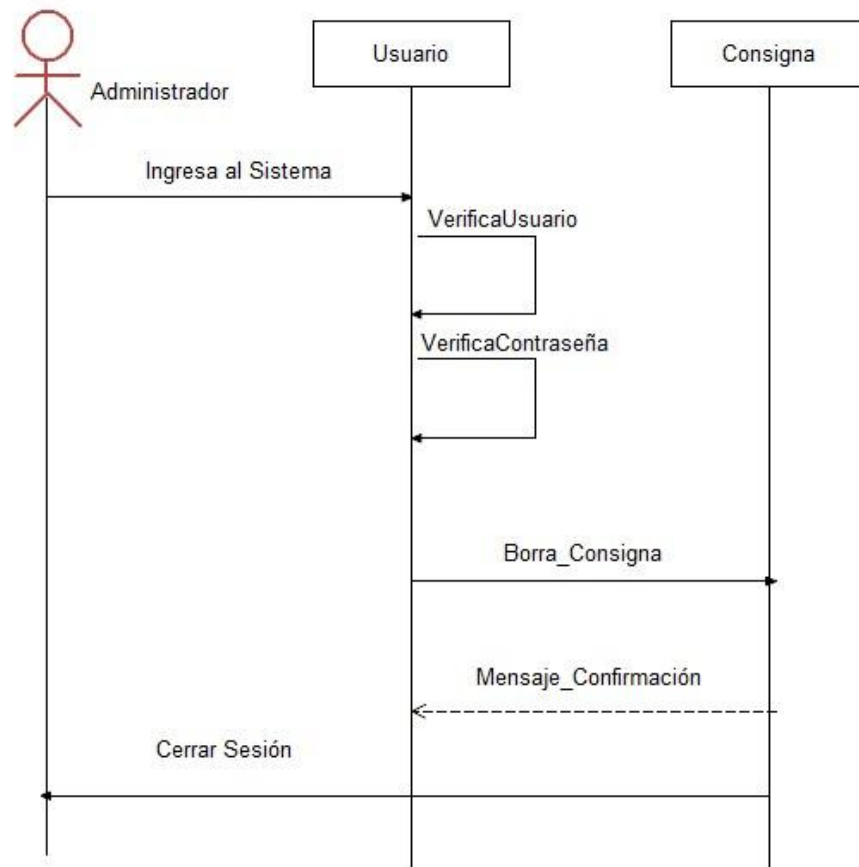 Usuario
Consigna
Administrador
Ingresa al Sistema
VerificaUsuario
VerificaContraseña
Borra_Consigna
Mensaje_Confirmación
Cerrar Sesión